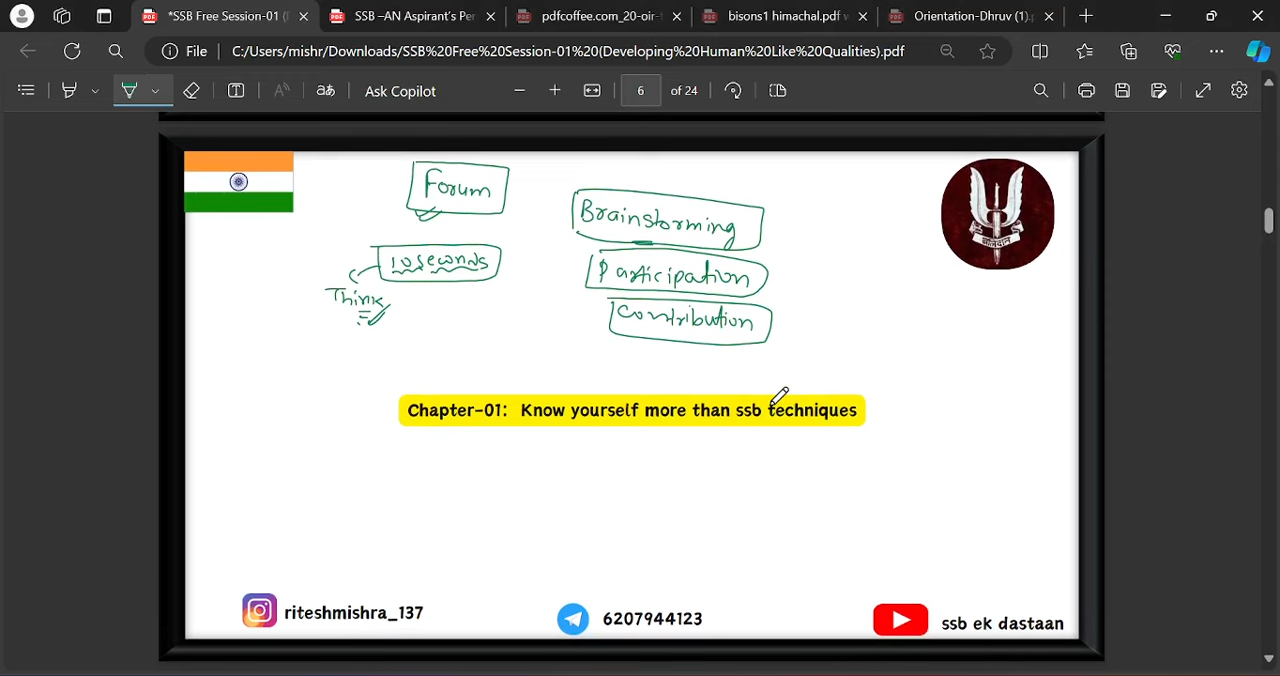 *SSB Free Session-01 (
SSB –AN Aspirant's Per
pdfcoffee.com_20-oir-
bisons1 himachal.pdf
Orientation-Dhruv (1).
File
C:/Users/mishr/Downloads/SSB%20Free%20Session-01%20(Developing%20Human%20Like%20Qualities).pdf
Ask Copilot
6 of 24
Forum
Brainstorming
10 seconds
Participation
Think
Contribution
Chapter-01: Know yourself more than ssb techniques
riteshmishra_137
6207944123
ssb ek dastaan